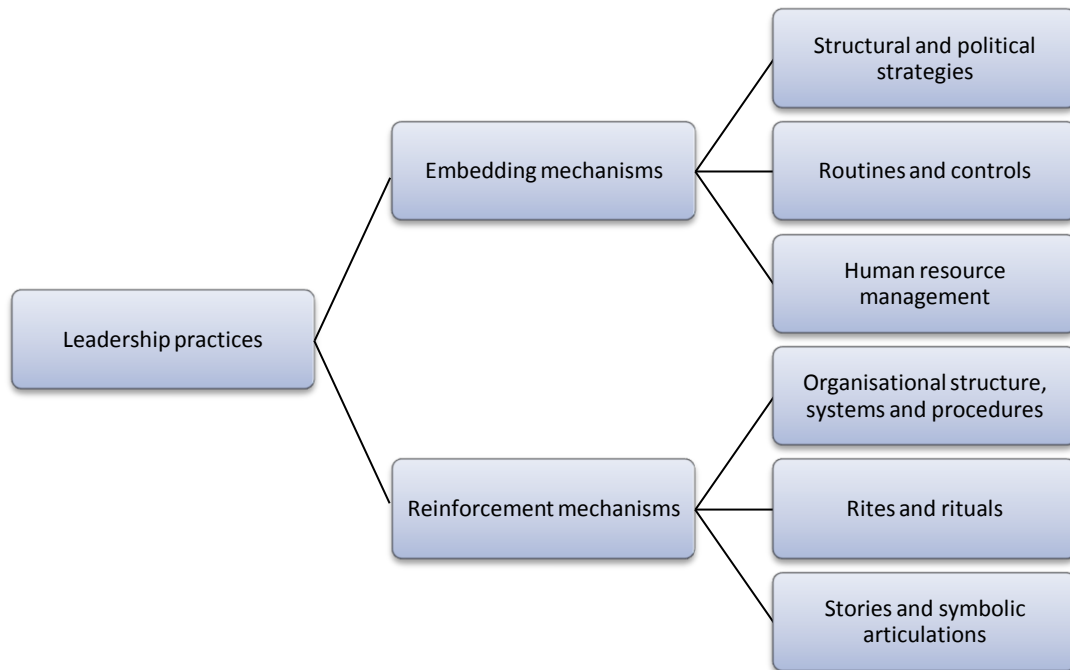 Leadership practices
Embedding mechanisms
Structural and political
strategies
Routines and controls
Human resource
management
Reinforcement mechanisms
Organisational structure,
systems and procedures
Rites and rituals
Stories and symbolic
articulations